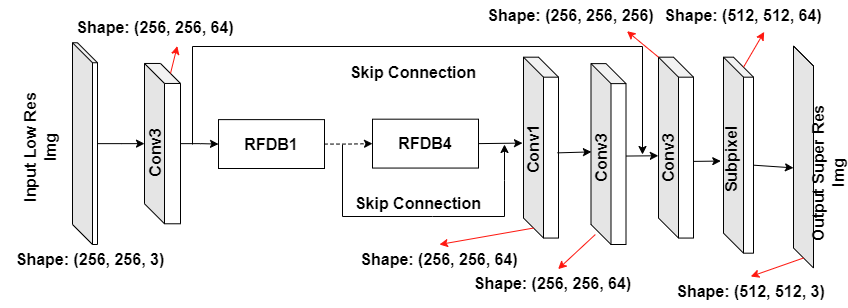 Shape: (256, 256, 64)
Shape: (256, 256, 256)
Shape: (512, 512, 64)
Skip Connection
Input Low Res
Img
Conv3
RFDB1
RFDB4
Conv1
Conv3
Conv3
Subpixel
Output Super Res
Img
Skip Connection
Shape: (256, 256, 3)
Shape: (256, 256, 64)
Shape: (256, 256, 64)
Shape: (512, 512, 3)